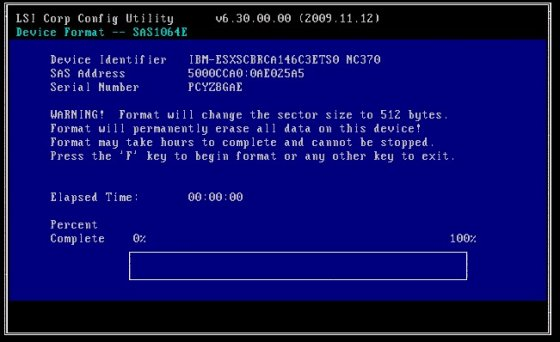 LSI Corp Config Utility v6.30.00.00 (2009.11.12)
Device Format -- SAS1064E
Device Identifier IBM-ESXSCBRCA146C3ETS0 NC370
SAS Address 5000CCA0:0AE025A5
Serial Number PCYZ8GAE
WARNING! Format will change the sector size to 512 bytes.
Format will permanently erase all data on this device!
Format may take hours to complete and cannot be stopped.
Press the 'F' key to begin format or any other key to exit.
Elapsed Time: 00:00:00
Percent
Complete 0% 100%